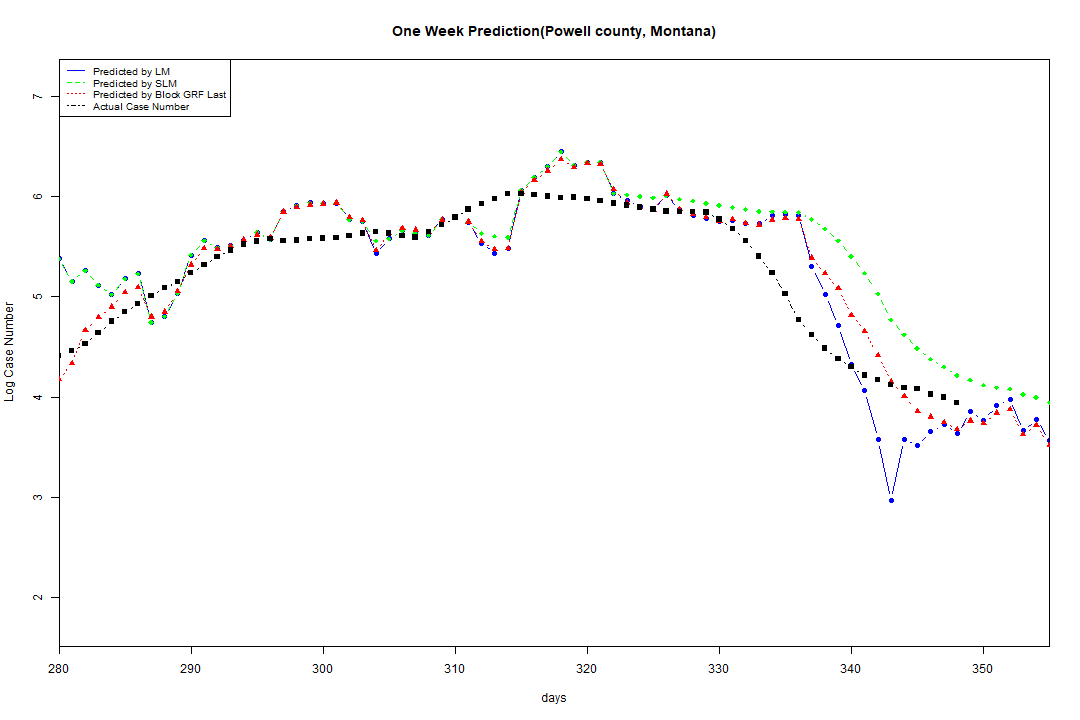 One Week Prediction(Powell county, Montana)
Predicted by LM
Predicted by SLM
Predicted by Block GRF Last
Actual Case Number
7
6
5
4
3
2
Log Case Number
280 290 300 310 320 330 340 350
days